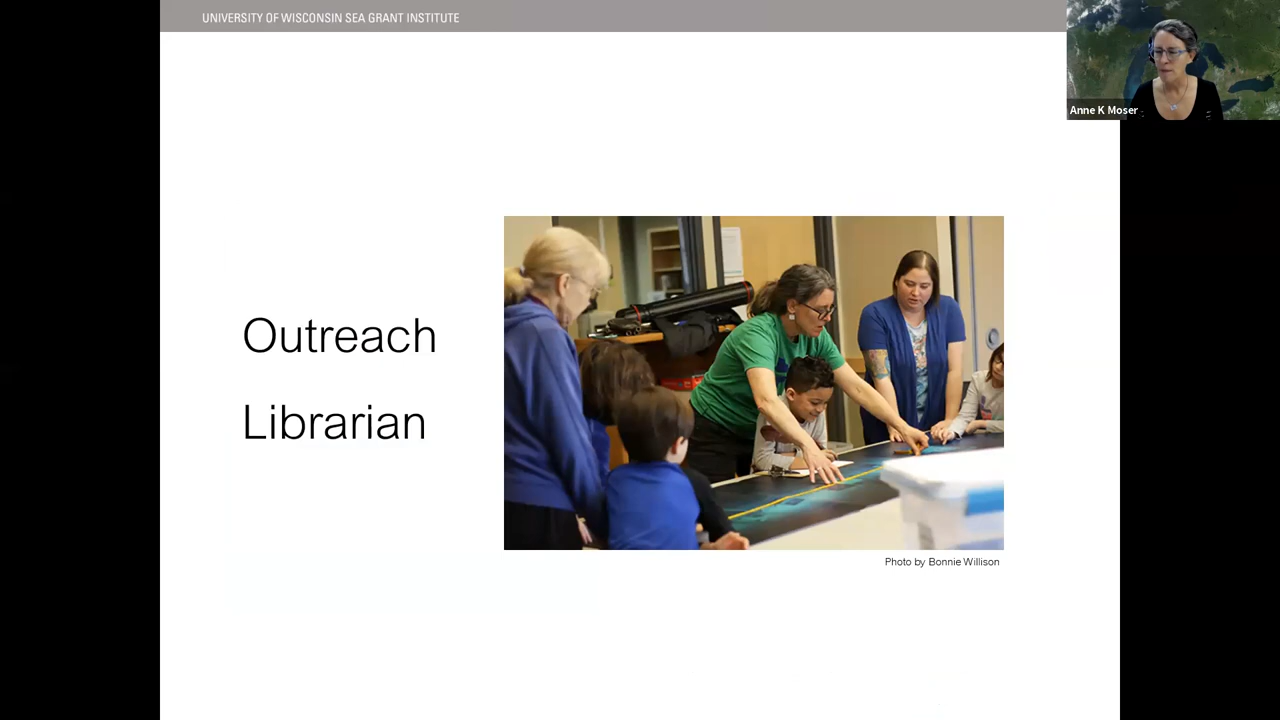 UNIVERSITY OF WISCONSIN SEA GRANT INSTITUTE
Anne K Moser
Outreach
Librarian
Photo by Bonnie Willison